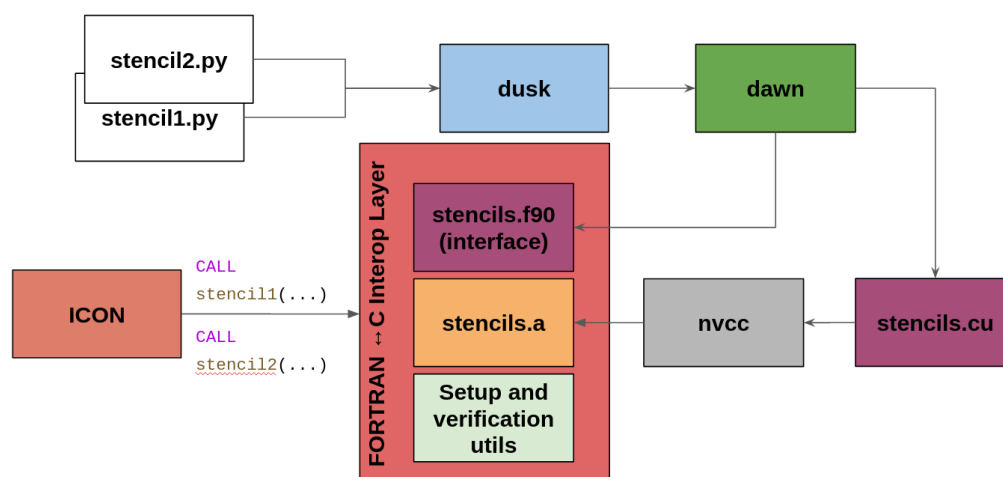 stencil2.py
stencil1.py
dusk
dawn
FORTRAN ↔ C Interop Layer
stencils.f90
(interface)
ICON
CALL
stencil1(...)
CALL
stencil2(...)
stencils.a
nvcc
stencils.cu
Setup and
verification
utils